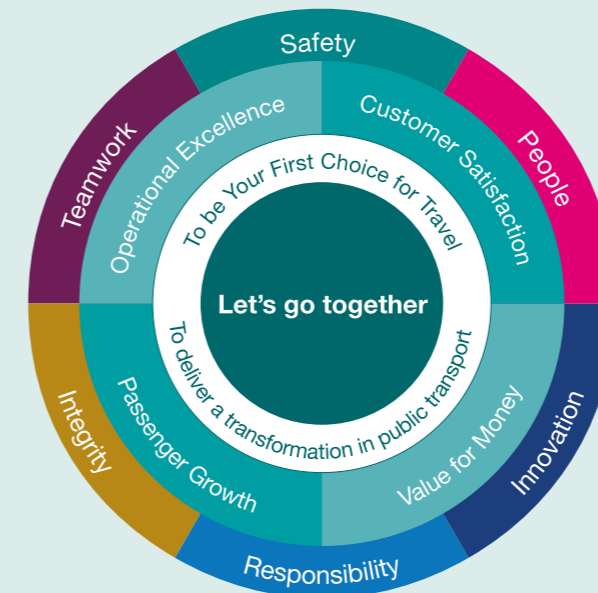 Safety
People
Innovation
Responsibility
Integrity
Teamwork
Operational Excellence
Customer Satisfaction
Value for Money
Passenger Growth
To be Your First Choice for Travel
To deliver a transformation in public transport
Let's go together